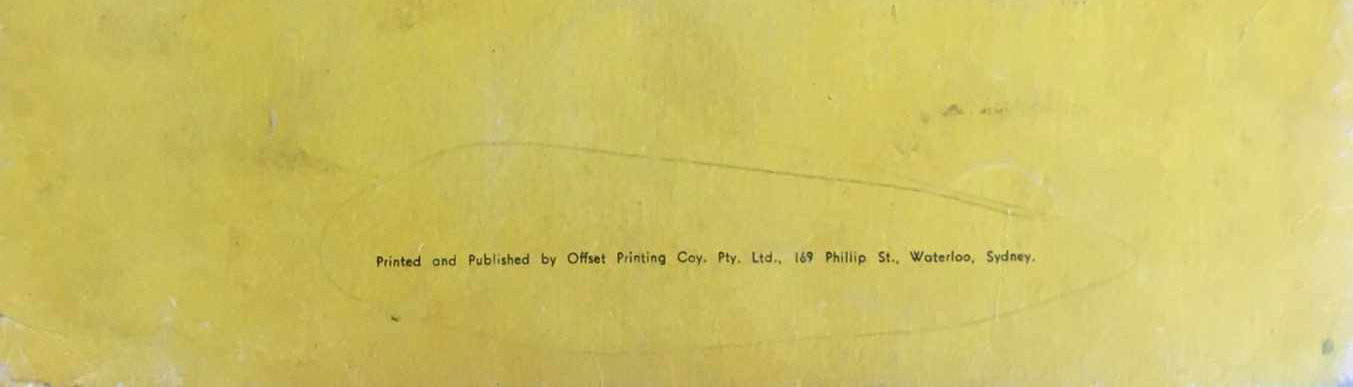 Printed and Published by Offset Printing Coy. Pty. Ltd., 169 Phillip St., Waterloo, Sydney.